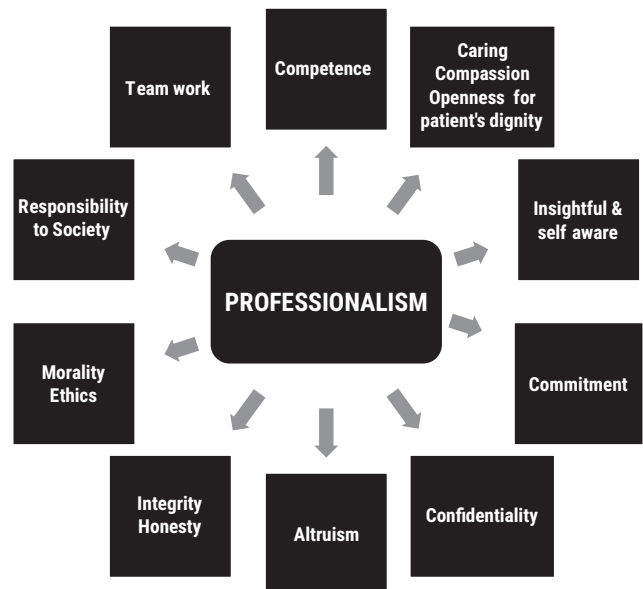 Competence
Caring
Compassion
Openness for
patient's dignity
Team work
Insightful &
self aware
Responsibility
to Society
PROFESSIONALISM
Commitment
Morality
Ethics
Confidentiality
Integrity
Honesty
Altruism